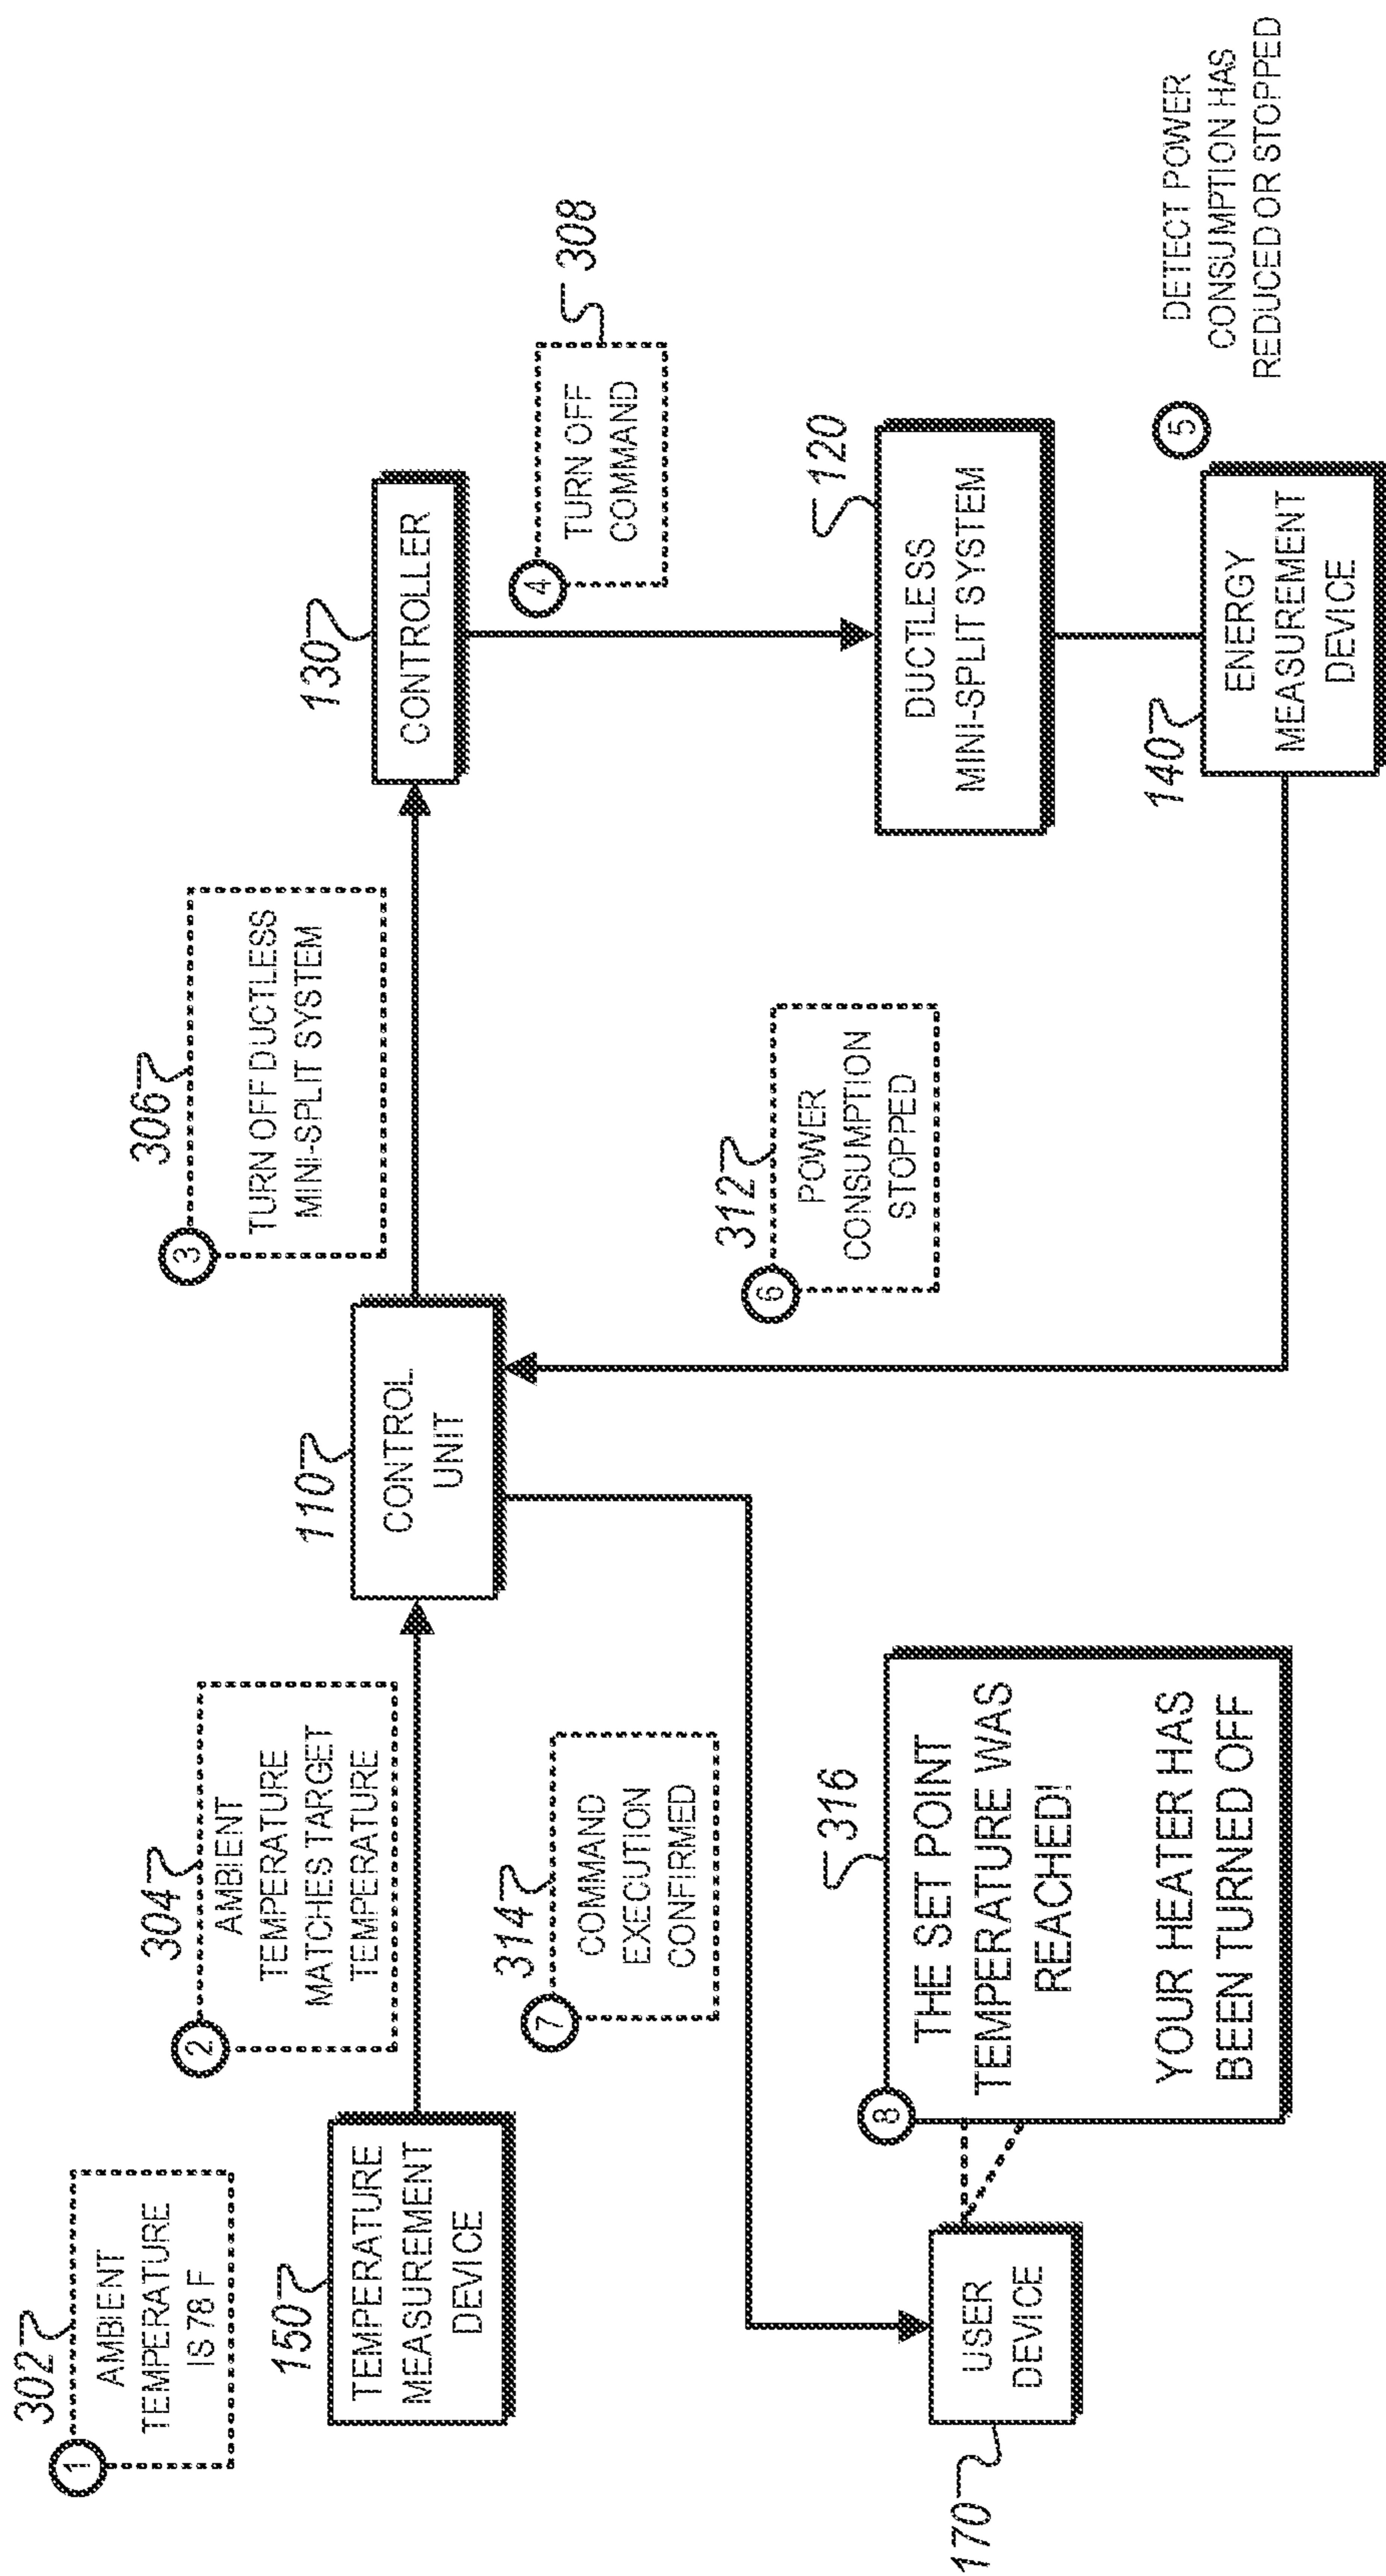 302
1
AMBIENT
TEMPERATURE
IS 78 F
150
TEMPERATURE
MEASUREMENT
DEVICE
304
2
AMBIENT
TEMPERATURE
MATCHES TARGET
TEMPERATURE
110
CONTROL
UNIT
306
3
TURN OFF DUCTLESS
MINI-SPLIT SYSTEM
130
CONTROLLER
4
TURN OFF
COMMAND
308
120
DUCTLESS
MINI-SPLIT SYSTEM
5
DETECT POWER
CONSUMPTION HAS
REDUCED OR STOPPED
140
ENERGY
MEASUREMENT
DEVICE
312
6
POWER
CONSUMPTION
STOPPED
314
7
COMMAND
EXECUTION
CONFIRMED
170
USER
DEVICE
316
8
THE SET POINT
TEMPERATURE WAS
REACHED!
YOUR HEATER HAS
BEEN TURNED OFF